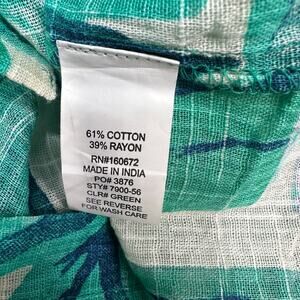 61% COTTON
39% RAYON
RN#160672
MADE IN INDIA
PO# 3876
STY# 7900-56
CLR# GREEN
SEE REVERSE
FOR WASH CARE